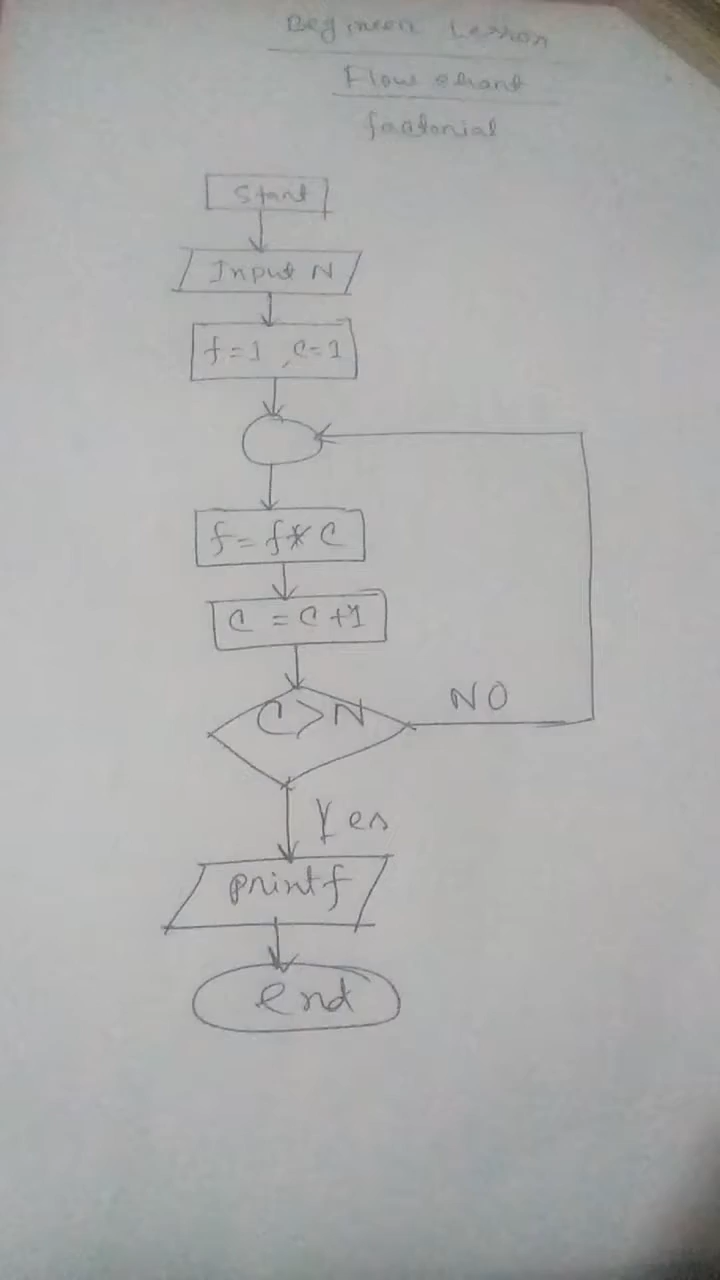 Beginner Lesson
Flow chart
factorial
Start
Input N
f=1, c=1
f=f*c
c=c+1
C>N
NO
Yes
print f
end